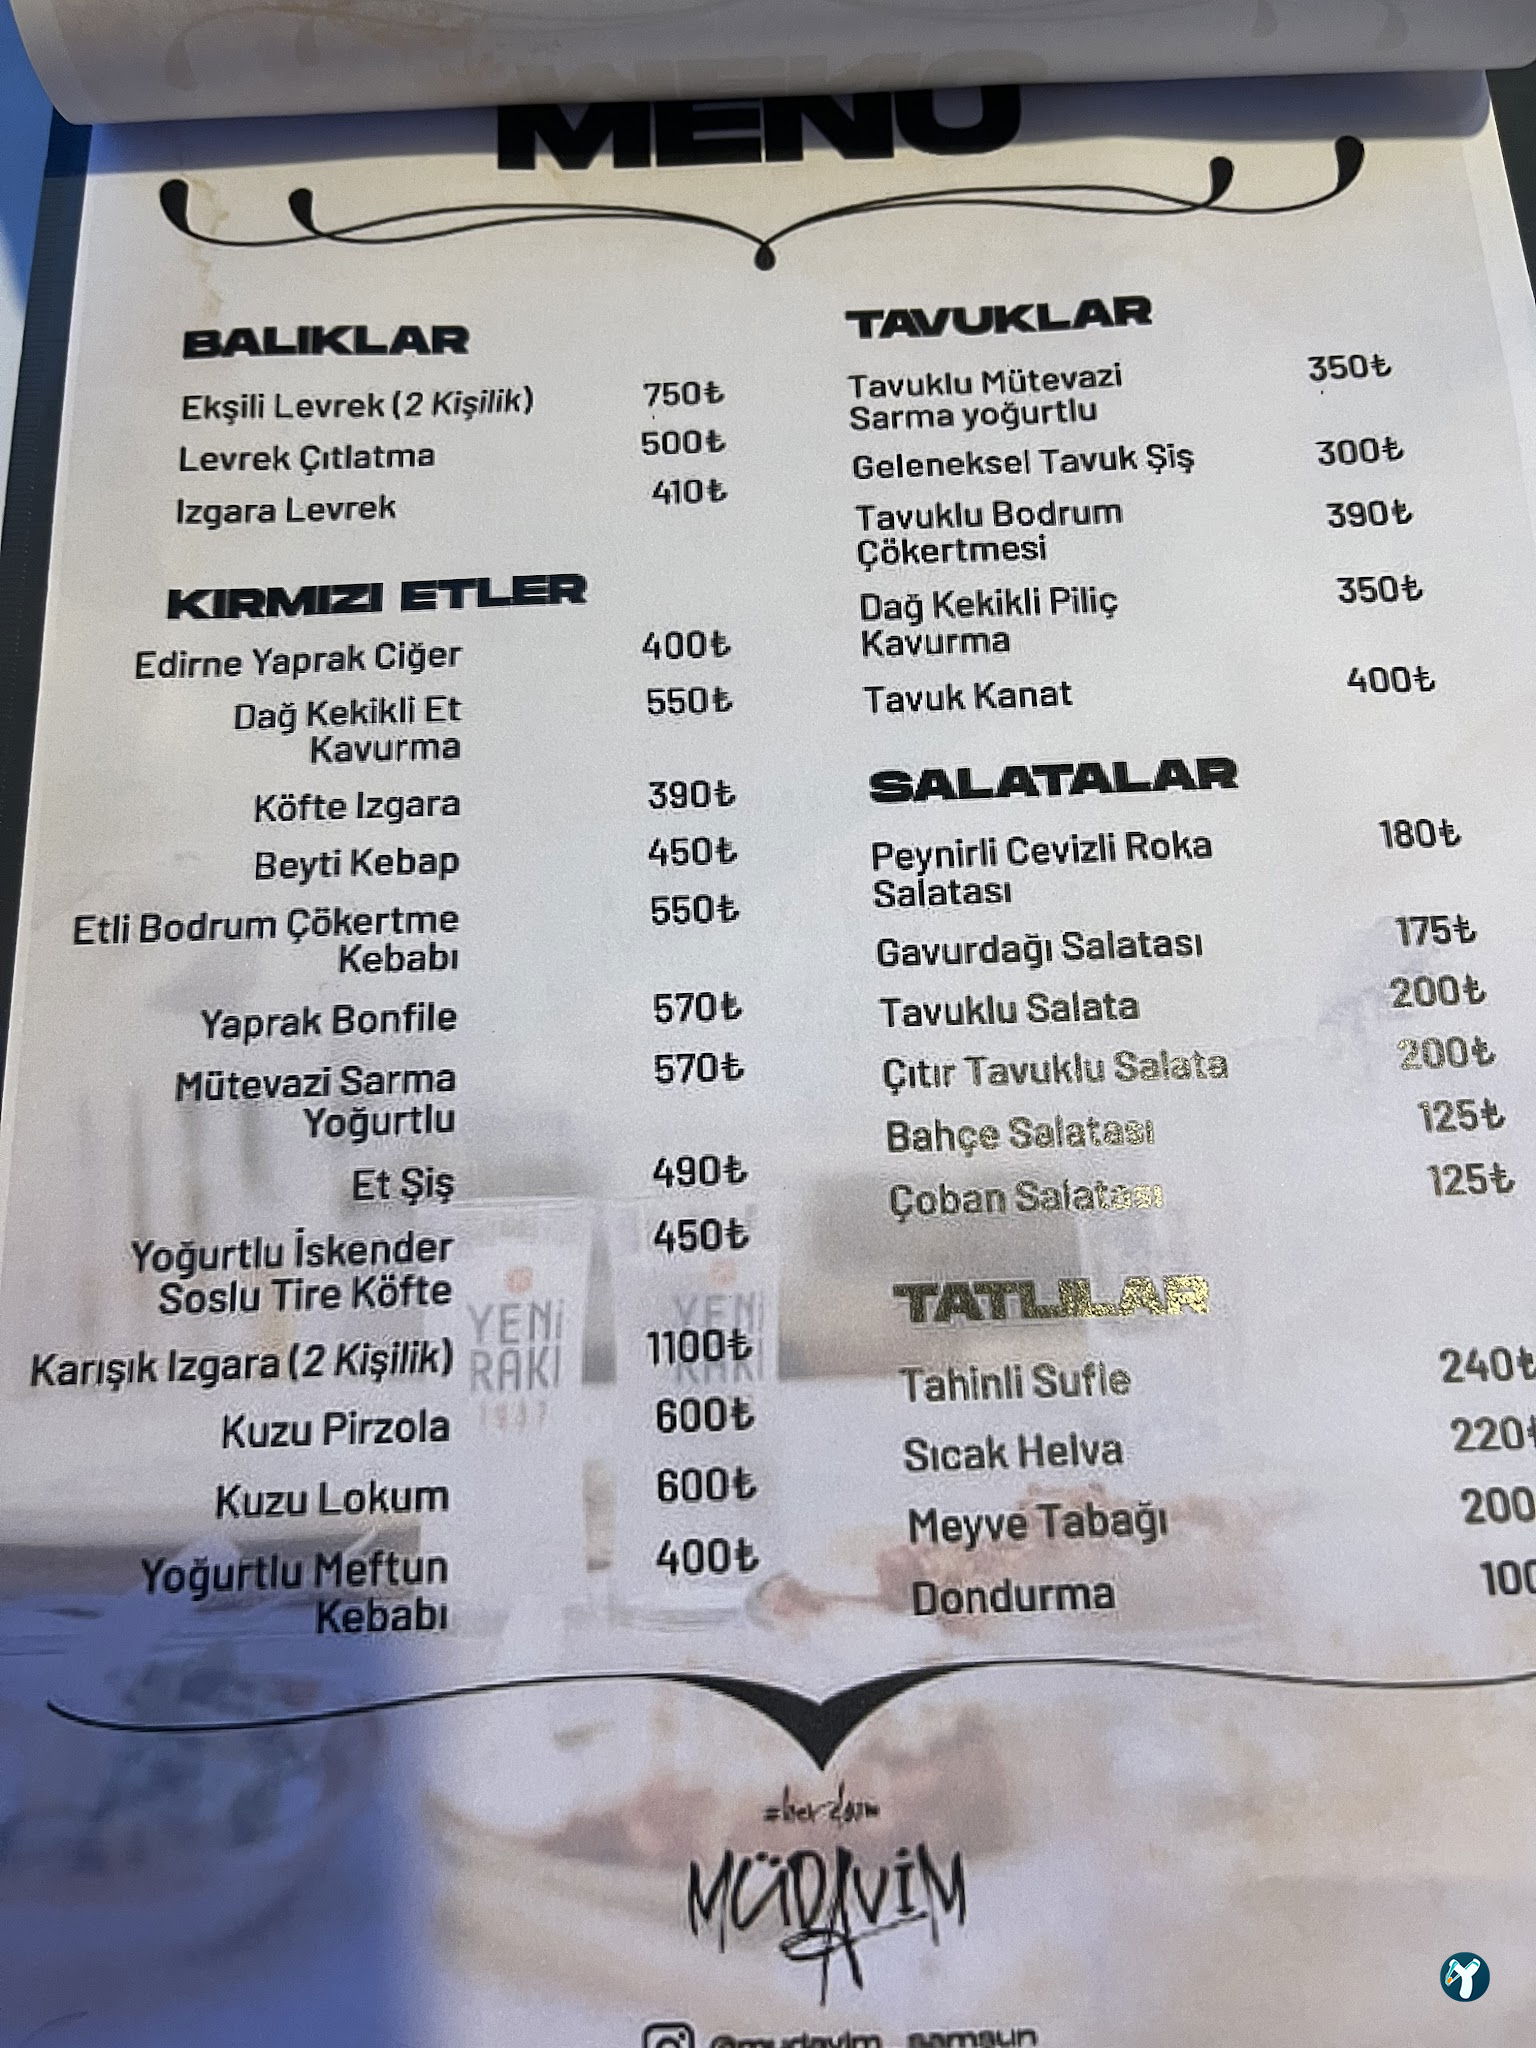 MENU
BALIKLAR
Ekşili Levrek (2 Kişilik) 750₺
Levrek Çıtlatma 500₺
Izgara Levrek 410₺
KIRMIZI ETLER
Edirne Yaprak Ciğer 400₺
Dağ Kekikli Et 550₺
Kavurma
Köfte Izgara 390₺
Beyti Kebap 450₺
Etli Bodrum Çökertme 550₺
Kebabı
Yaprak Bonfile 570₺
Mütevazi Sarma 570₺
Yoğurtlu
Et Şiş 490₺
Yoğurtlu İskender 450₺
Soslu Tire Köfte
Karışık Izgara (2 Kişilik) 1100₺
Kuzu Pirzola 600₺
Kuzu Lokum 600₺
Yoğurtlu Meftun 400₺
Kebabı
TAVUKLAR
Tavuklu Mütevazi 350₺
Sarma yoğurtlu
Geleneksel Tavuk Şiş 300₺
Tavuklu Bodrum 390₺
Çökertmesi
Dağ Kekikli Piliç 350₺
Kavurma
Tavuk Kanat 400₺
SALATALAR
Peynirli Cevizli Roka 180₺
Salatası
Gavurdağı Salatası 175₺
Tavuklu Salata 200₺
Çıtır Tavuklu Salata 200₺
Bahçe Salatası 125₺
Çoban Salatası 125₺
TATLILAR
Tahinli Sufle 240₺
Sıcak Helva 220₺
Meyve Tabağı 200
Dondurma 100
YENİ
RAKI
1937
YENİ
RAKI
MÜDAVİM
@mudavim_samsun